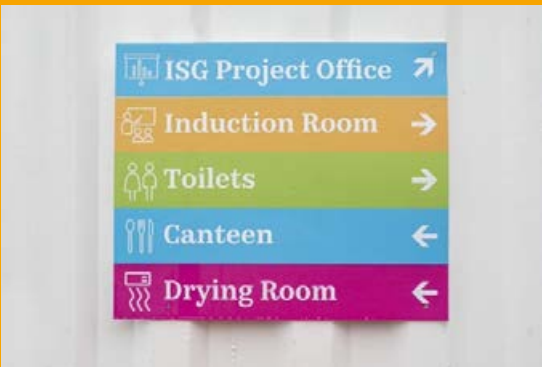 ISG Project Office
Induction Room
Toilets
Canteen
Drying Room